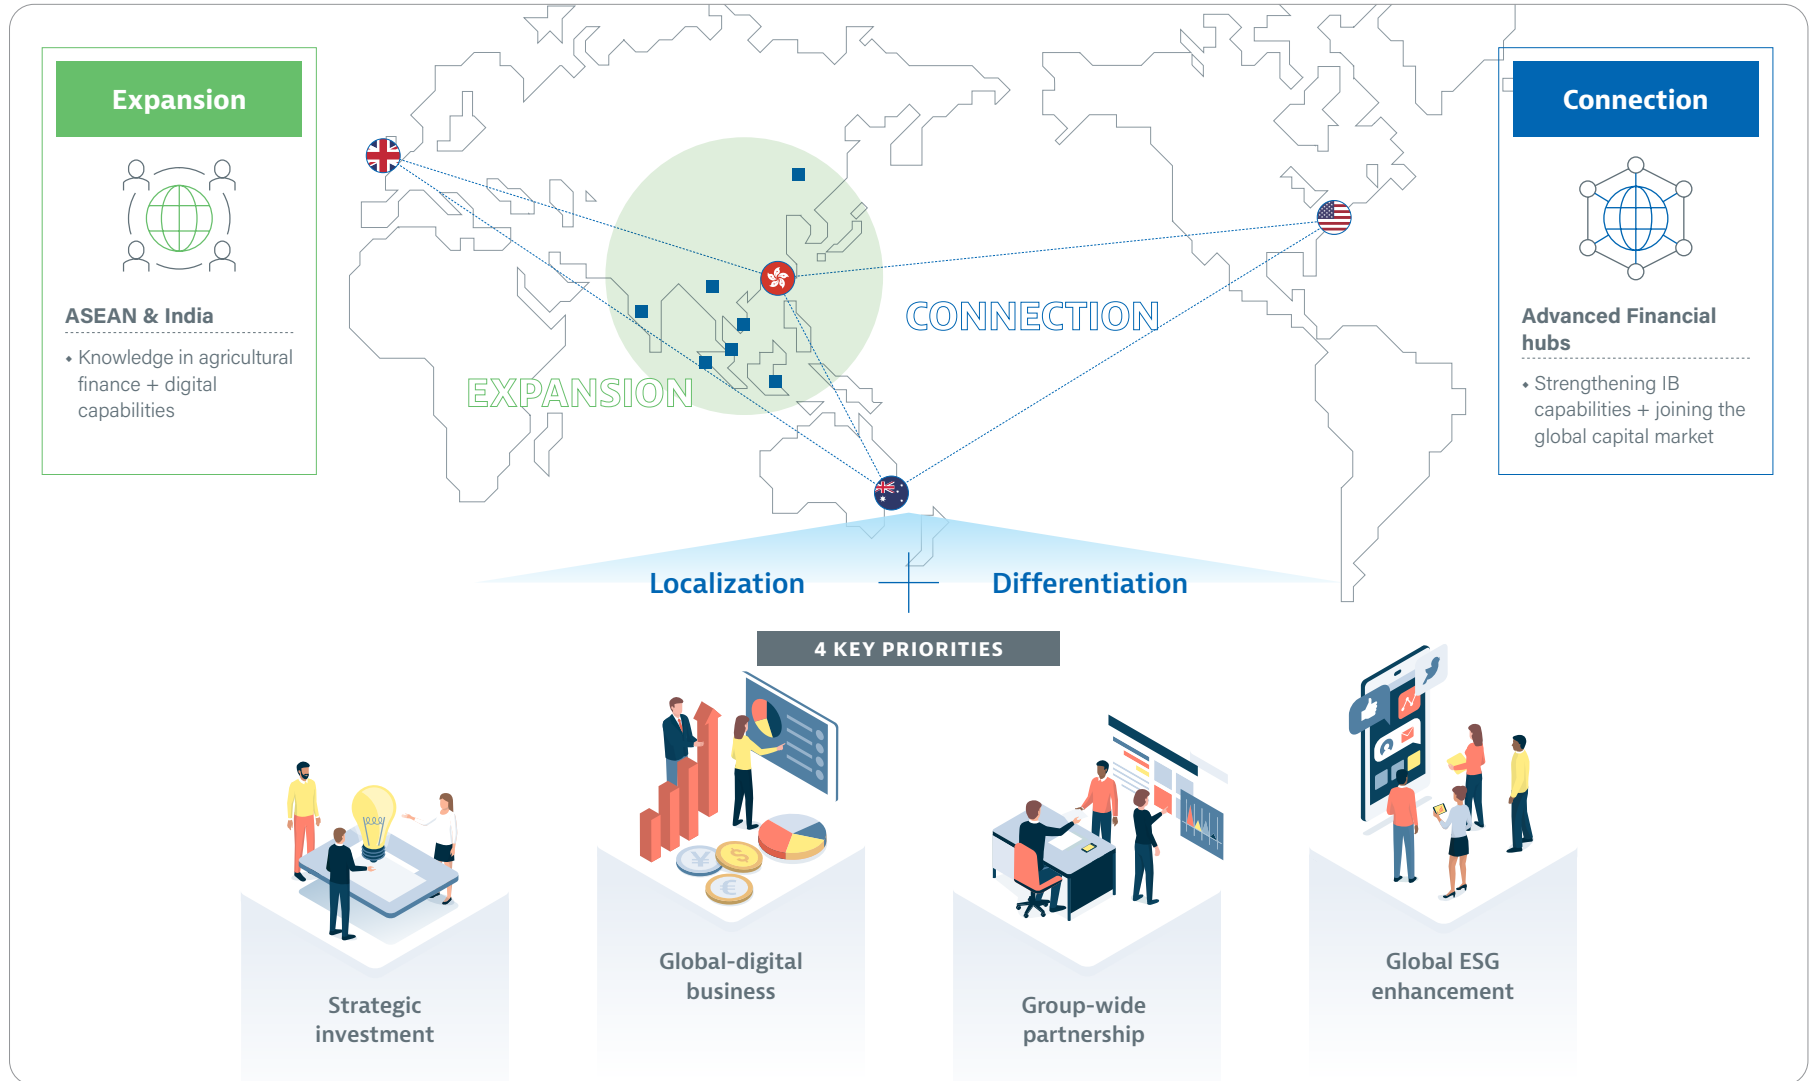 Expansion
ASEAN & India
• Knowledge in agricultural
finance + digital
capabilities
EXPANSION
CONNECTION
Connection
Advanced Financial
hubs
• Strengthening IB
capabilities + joining the
global capital market
Localization
Differentiation
4 KEY PRIORITIES
¥
$
€
Strategic
investment
Global-digital
business
Group-wide
partnership
Global ESG
enhancement